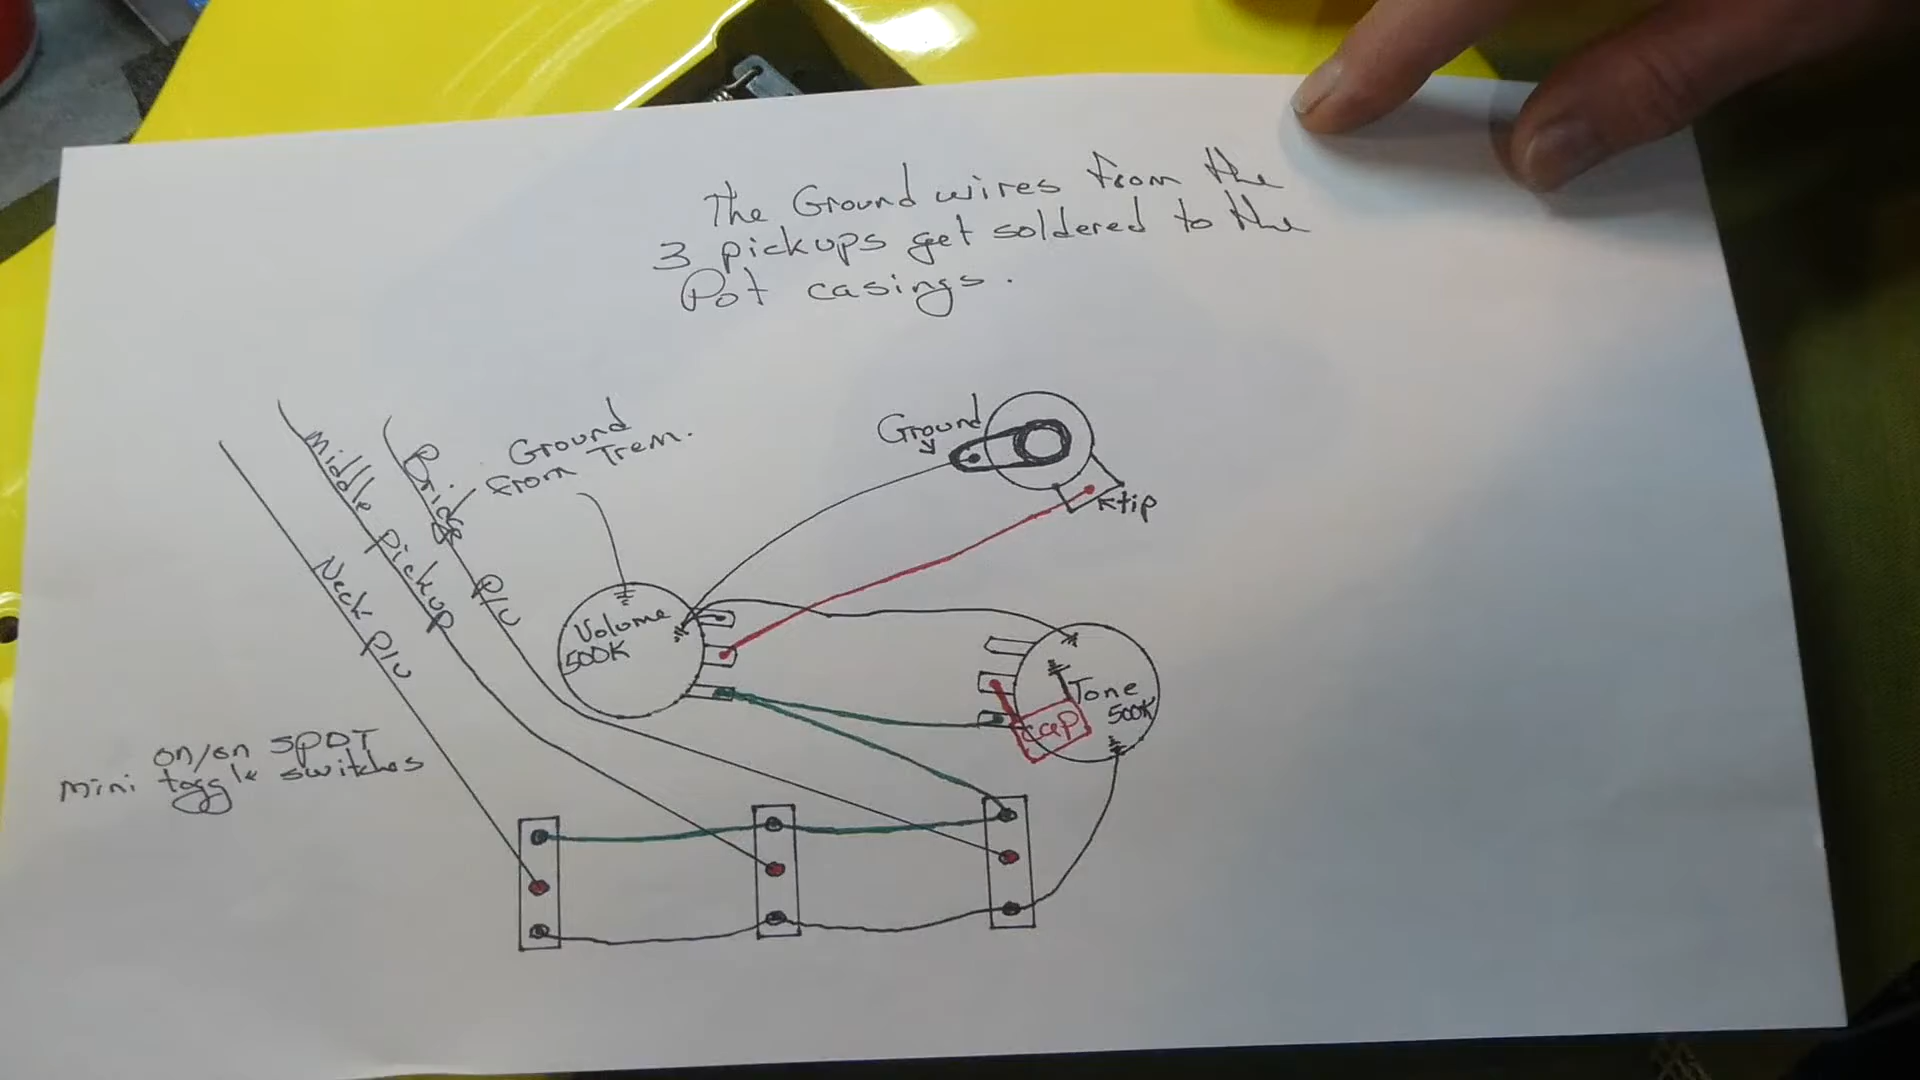 The Ground wires from the
3 pickups get soldered to the
Pot casings.
Ground
from Trem.
Ground
tip
Bridge P/U
Middle Pickup
Neck P/U
Volume
500K
Tone
500K
cap
on/on SPDT
mini toggle switches